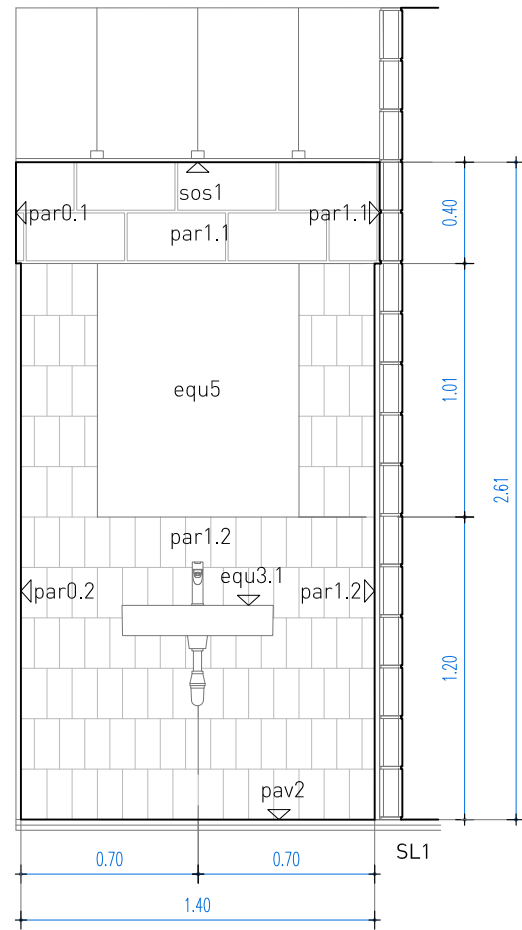 sos1
par0.1
par1.1
par1.1
0.40
equ5
1.01
2.61
par1.2
equ3.1
par0.2
par1.2
1.20
pav2
SL1
0.70
0.70
1.40